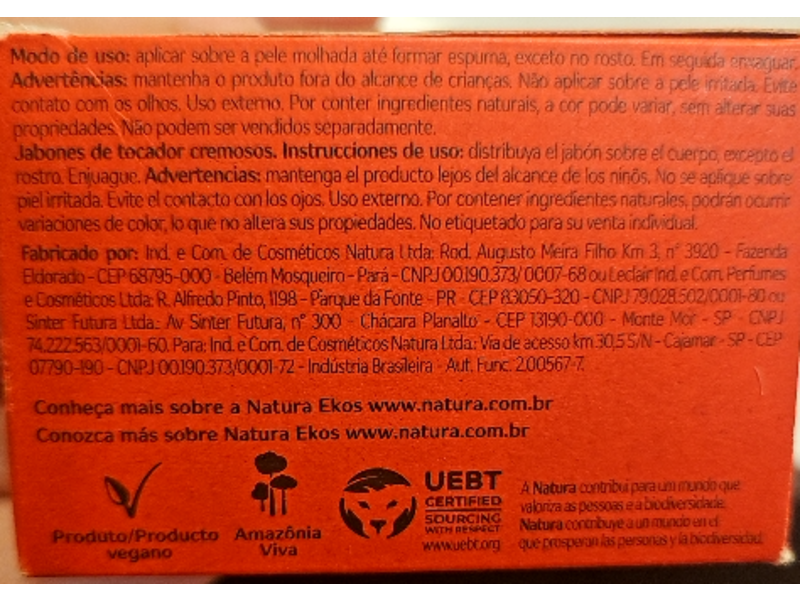 Modo de uso: aplicar sobre a pele molhada até formar espuma, exceto no rosto. Em seguida enxaguar.
Advertências: mantenha o produto fora do alcance de crianças. Não aplicar sobre a pele irritada. Evite
contato com os olhos. Uso externo. Por conter ingredientes naturais, a cor pode variar, sem alterar suas
propriedades. Não podem ser vendidos separadamente.
Jabones de tocador cremosos. Instrucciones de uso: distribuya el jabón sobre el cuerpo, excepto el
rostro. Enjuague. Advertencias: mantenga el producto lejos del alcance de los niños. No se aplique sobre
piel irritada. Evite el contacto con los ojos. Uso externo. Por contener ingredientes naturales, podrán ocurrir
variaciones de color, lo que no altera sus propiedades. No etiquetado para su venta individual.
Fabricado por: Ind. e Com. de Cosméticos Natura Ltda: Rod. Augusto Meira Filho Km 3, n° 3920 - Fazenda
Eldorado - CEP 68795-000 - Belém Mosqueiro - Pará - CNPJ 00.190.373/0007-68 ou Leclair Ind. e Com. Perfumes
e Cosméticos Ltda: R. Alfredo Pinto, 1198 - Parque da Fonte - PR - CEP 83050-320 - CNPJ 79.028.502/0001-80 ou
Sinter Futura Ltda.: Av Sinter Futura, n° 300 - Chácara Planalto - CEP 13190-000 - Monte Mor - SP - CNPJ
74.222.563/0001-60. Para: Ind. e Com. de Cosméticos Natura Ltda.: Via de acesso km 30,5 S/N - Cajamar - SP - CEP
07790-190 - CNPJ 00.190.373/0001-72 - Indústria Brasileira - Aut. Func. 2.00567-7.
Conheça mais sobre a Natura Ekos www.natura.com.br
Conozca más sobre Natura Ekos www.natura.com.br
Produto/Producto
vegano
Amazônia
Viva
UEBT
CERTIFIED
SOURCING
WITH RESPECT
www.uebt.org
A Natura contribui para um mundo que
valoriza as pessoas e a biodiversidade.
Natura contribuye a un mundo en el
que prosperan las personas y la biodiversidad.